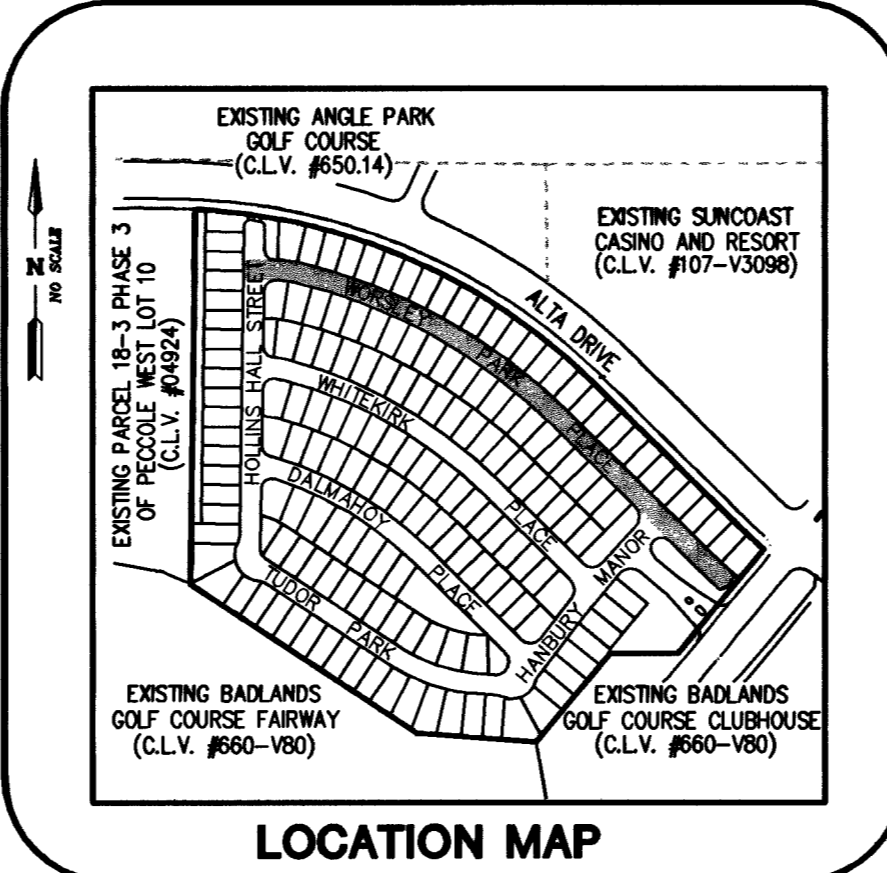 EXISTING ANGLE PARK
GOLF COURSE
(C.L.V. #650.14)
N
NO SCALE
EXISTING SUNCOAST
CASINO AND RESORT
(C.L.V. #107-V3098)
EXISTING PARCEL 18-3 PHASE 3
OF PECCOLE WEST LOT 10
(C.L.V. #04924)
ALTA DRIVE
HOLLINS HALL STREET
WORSLEY PARK PLACE
WHITEKIRK PLACE
DALMAHOY PLACE
TUDOR PARK
HANBURY MANOR
EXISTING BADLANDS
GOLF COURSE FAIRWAY
(C.L.V. #660-V80)
EXISTING BADLANDS
GOLF COURSE CLUBHOUSE
(C.L.V. #660-V80)
LOCATION MAP